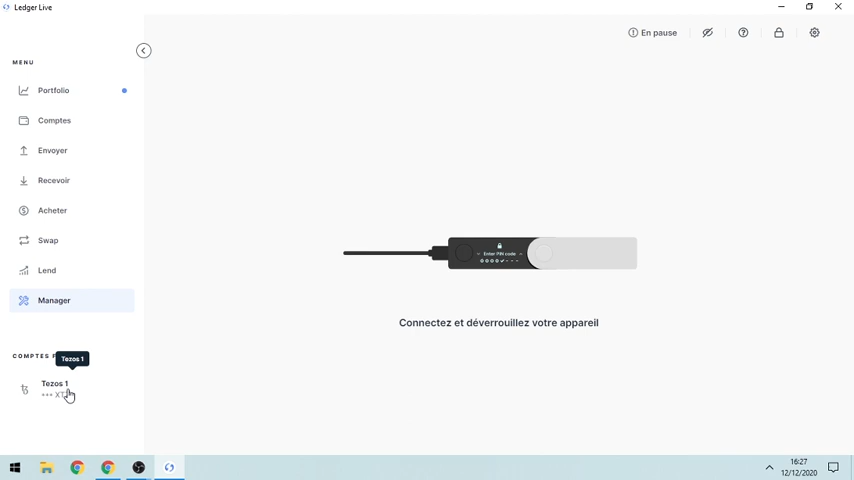 Ledger Live
En pause
MENU
Portfolio
Comptes
Envoyer
Recevoir
Acheter
Swap
Lend
Manager
Enter PIN code
Connectez et déverrouillez votre appareil
COMPTES
Tezos 1
Tezos 1
16:27
12/12/2020